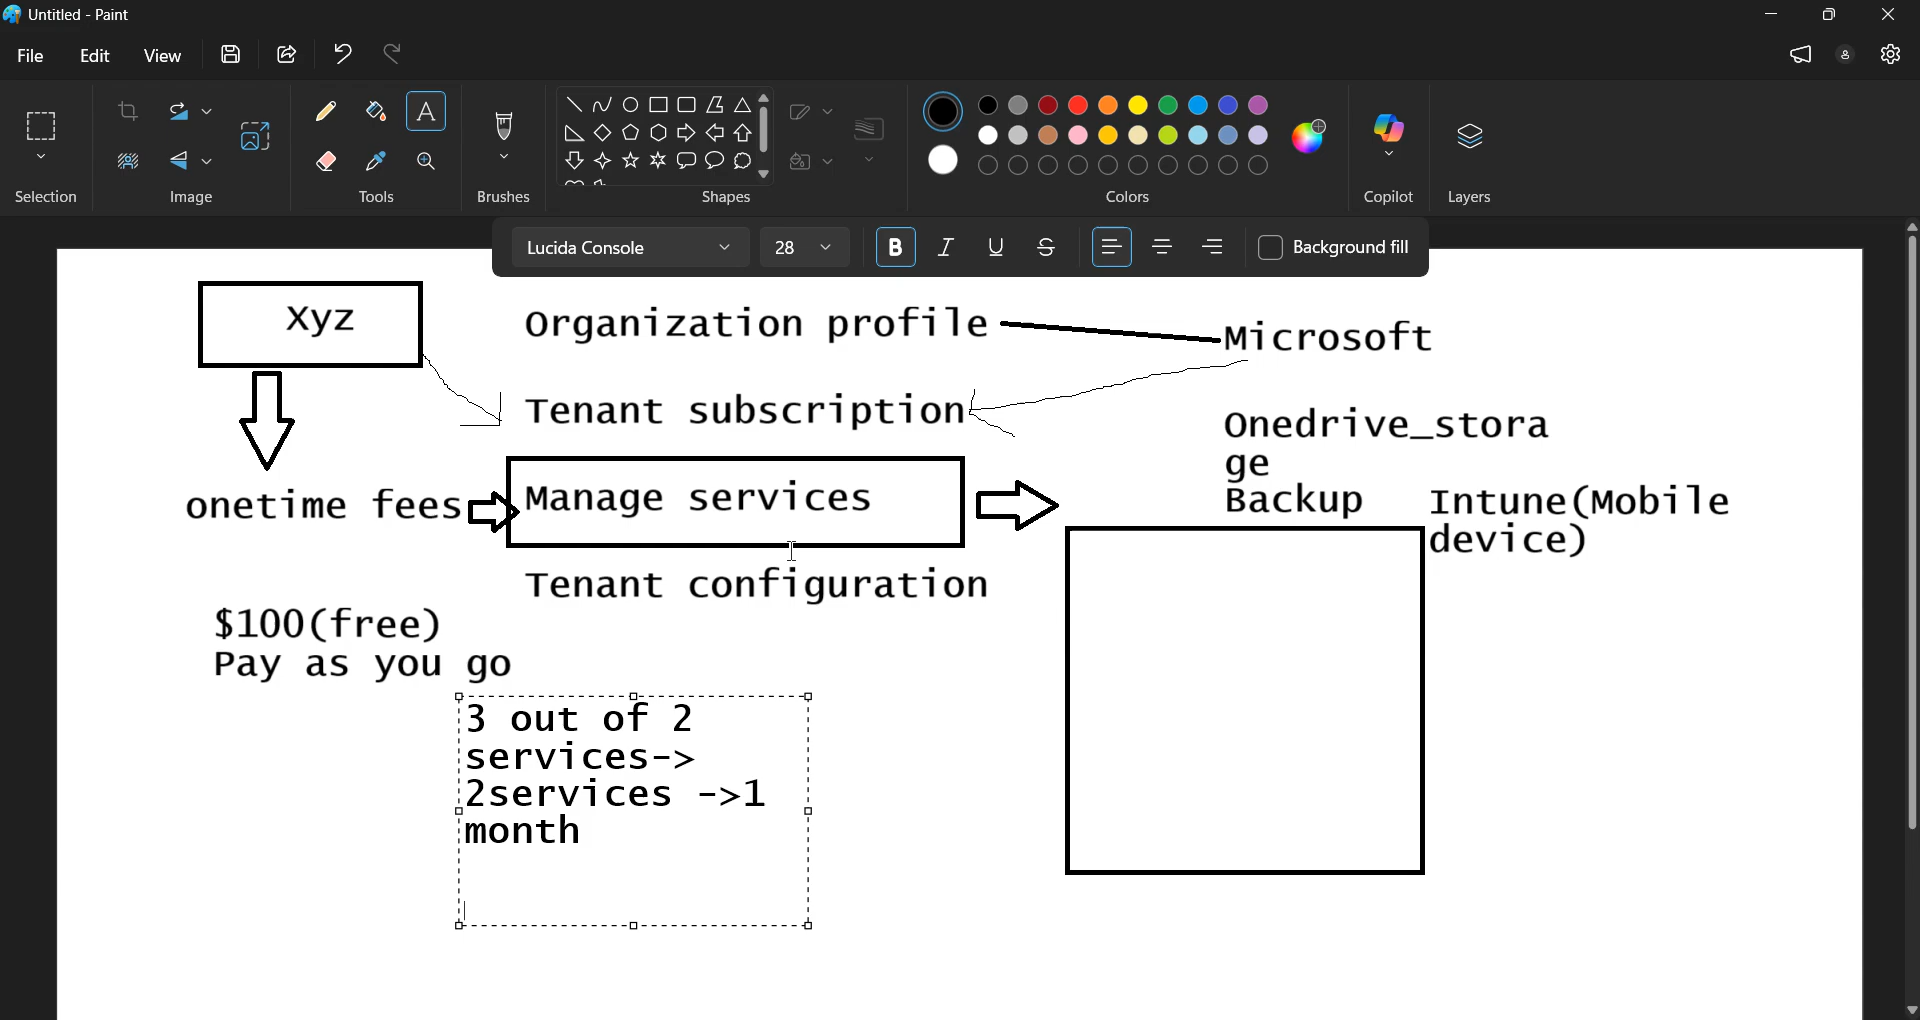 Untitled - Paint
File Edit View
Selection Image Tools Brushes Shapes Colors Copilot Layers
Lucida Console 28 B I U S Background fill
Xyz
Organization profile
Microsoft
Tenant subscription
Onedrive_stora
ge
onetime fees
Manage services
Backup
Intune(Mobile
device)
Tenant configuration
$100(free)
Pay as you go
3 out of 2
services->
2services ->1
month